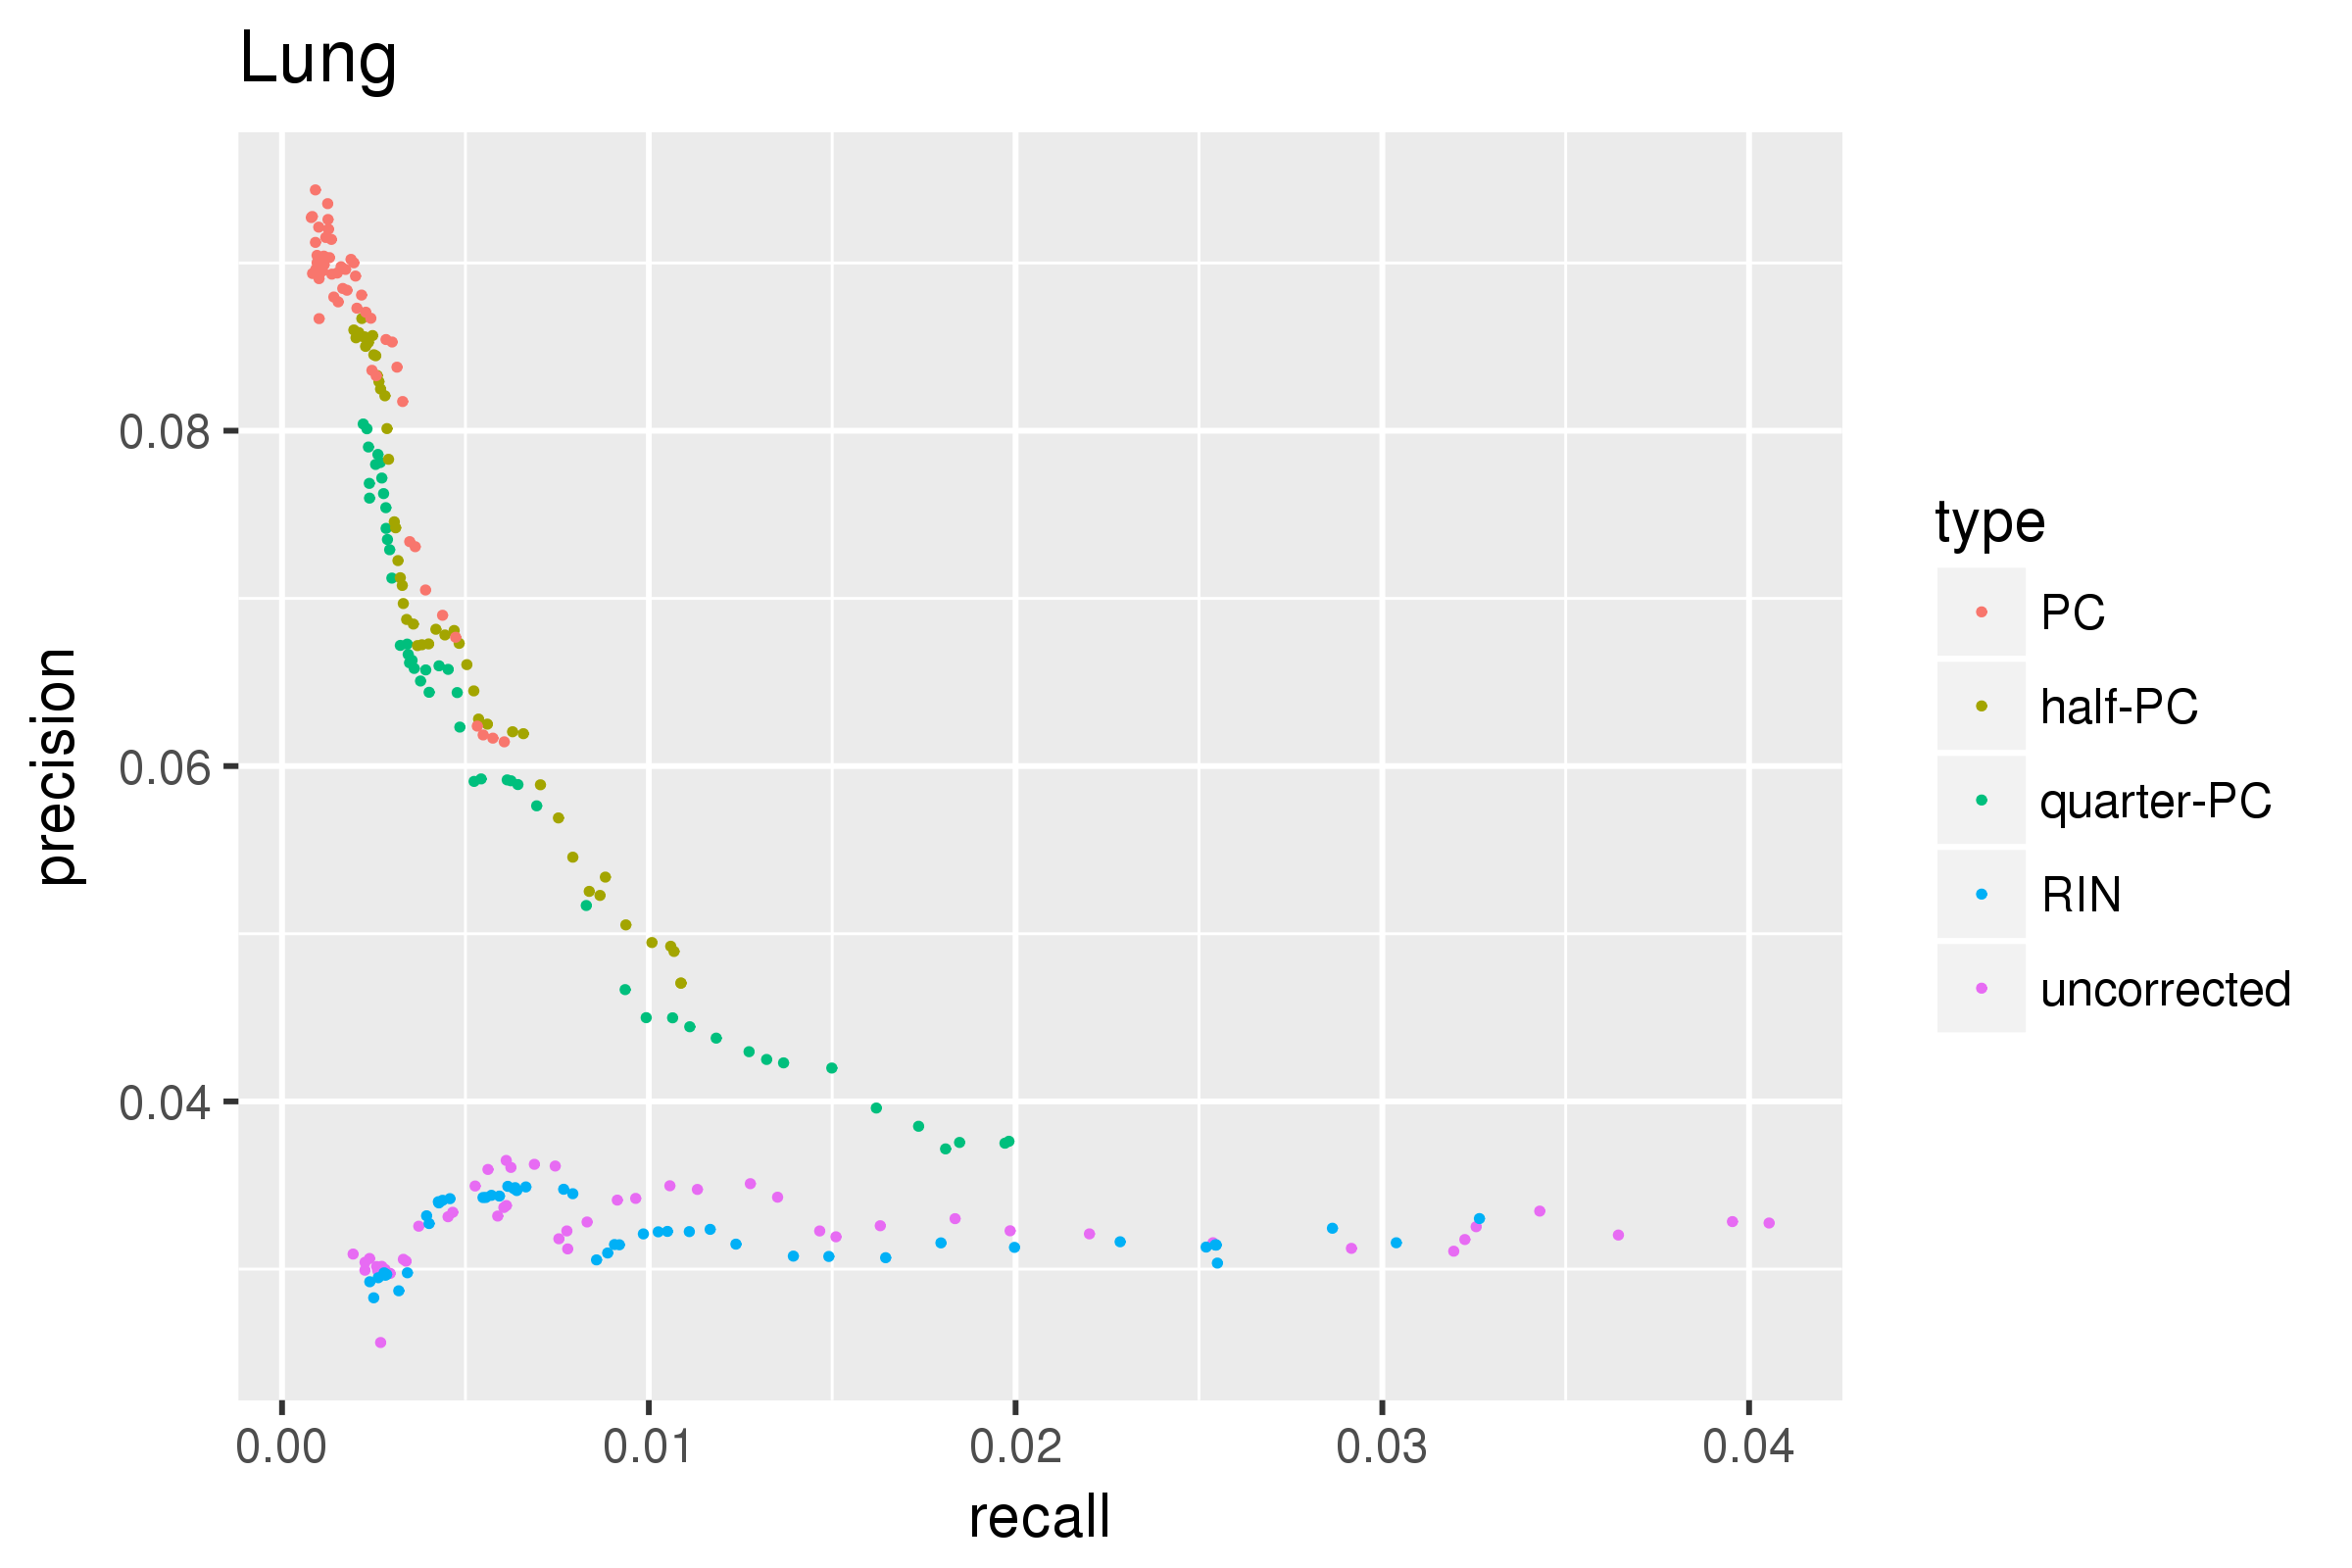 Lung
precision
0.08
0.06
0.04
0.00 0.01 0.02 0.03 0.04
recall
type
PC
half-PC
quarter-PC
RIN
uncorrected